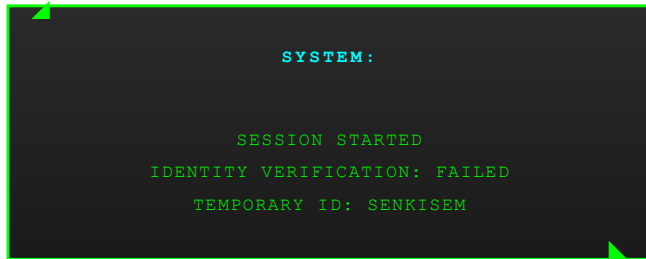 SYSTEM:
SESSION STARTED
IDENTITY VERIFICATION: FAILED
TEMPORARY ID: SENKISEM